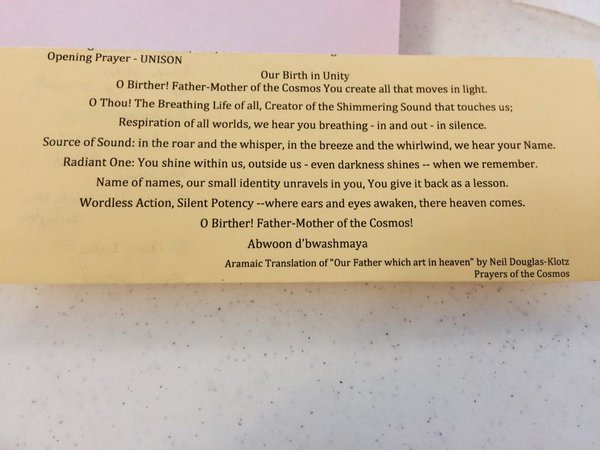 Opening Prayer - UNISON
Our Birth in Unity
O Birther! Father-Mother of the Cosmos You create all that moves in light.
O Thou! The Breathing Life of all, Creator of the Shimmering Sound that touches us;
Respiration of all worlds, we hear you breathing - in and out - in silence.
Source of Sound: in the roar and the whisper, in the breeze and the whirlwind, we hear your Name.
Radiant One: You shine within us, outside us - even darkness shines -- when we remember.
Name of names, our small identity unravels in you, You give it back as a lesson.
Wordless Action, Silent Potency --where ears and eyes awaken, there heaven comes.
O Birther! Father-Mother of the Cosmos!
Abwoon d'bwashmaya
Aramaic Translation of "Our Father which art in heaven" by Neil Douglas-Klotz
Prayers of the Cosmos